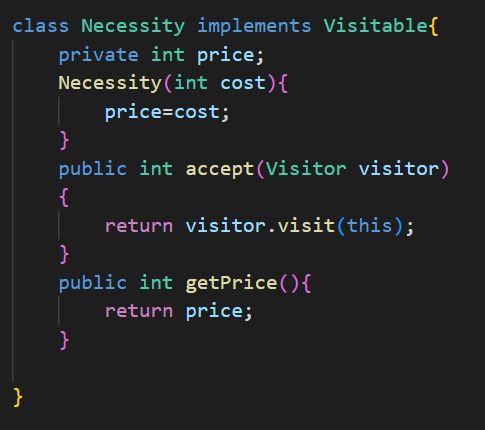 class Necessity implements Visitable{
    private int price;
    Necessity(int cost){
        price=cost;
    }
    public int accept(Visitor visitor)
    {
        return visitor.visit(this);
    }
    public int getPrice(){
        return price;
    }

}